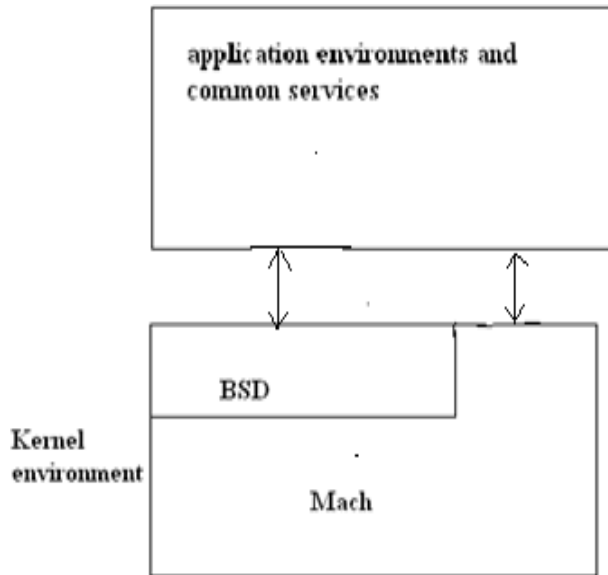 application environments and
common services
BSD
Kernel
environment
Mach